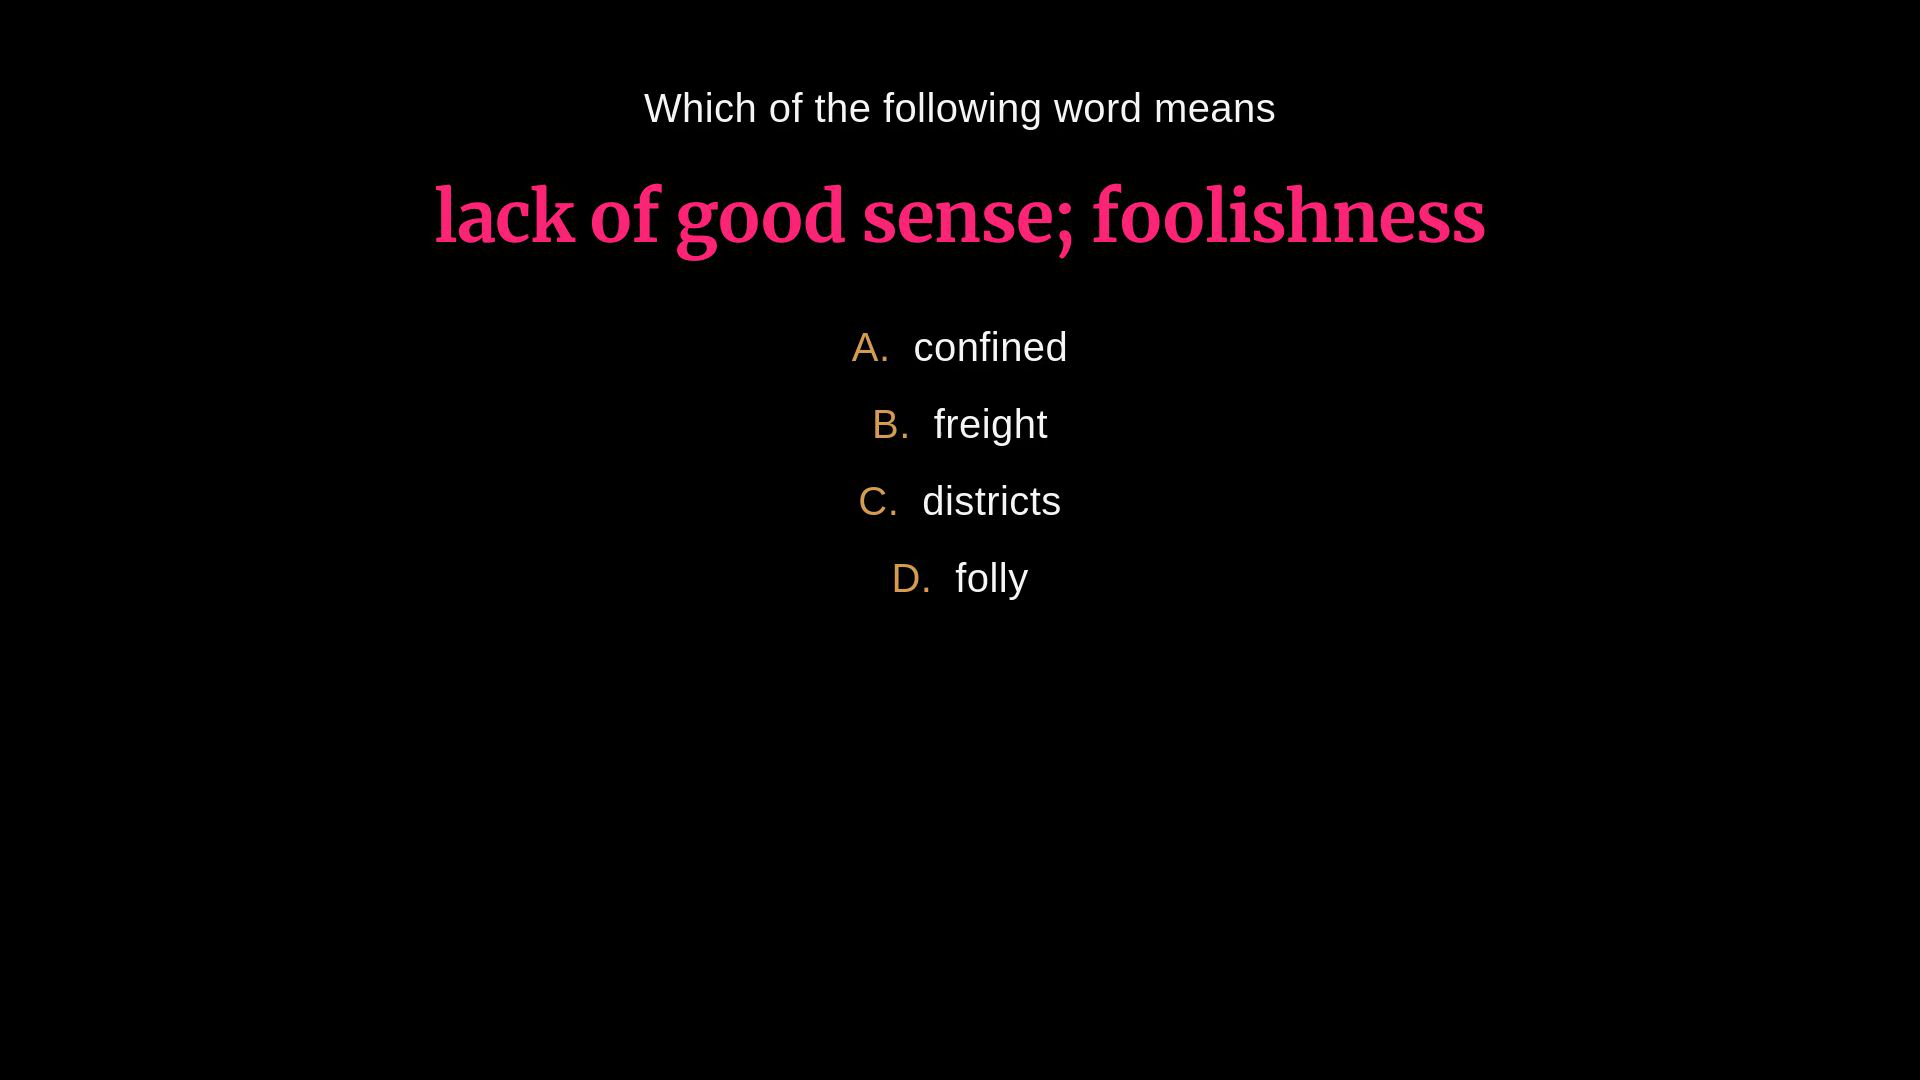 Which of the following word means
lack of good sense; foolishness
A. confined
B. freight
C. districts
D. folly